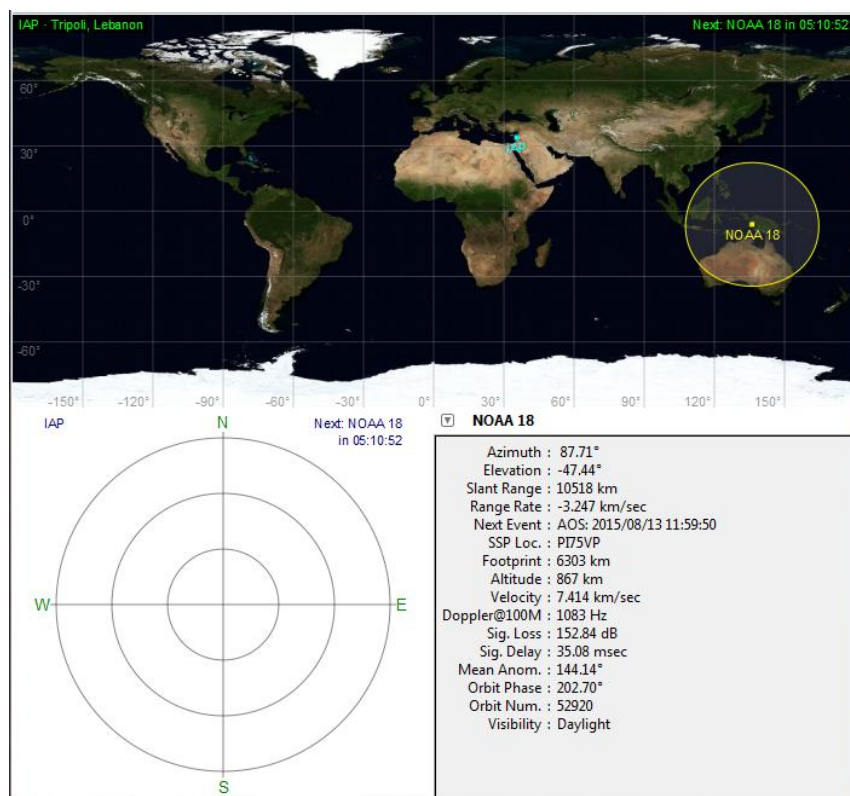 IAP - Tripoli, Lebanon
Next: NOAA 18 in 05:10:52
60°
30°
0°
-30°
-60°
IAP
NOAA 18
-150°
-120°
-90°
-60°
-30°
0°
30°
60°
90°
120°
150°
IAP
Next: NOAA 18
in 05:10:52
N
W
E
S
NOAA 18
Azimuth : 87.71°
Elevation : -47.44°
Slant Range : 10518 km
Range Rate : -3.247 km/sec
Next Event : AOS: 2015/08/13 11:59:50
SSP Loc. : PI75VP
Footprint : 6303 km
Altitude : 867 km
Velocity : 7.414 km/sec
Doppler@100M : 1083 Hz
Sig. Loss : 152.84 dB
Sig. Delay : 35.08 msec
Mean Anom. : 144.14°
Orbit Phase : 202.70°
Orbit Num. : 52920
Visibility : Daylight